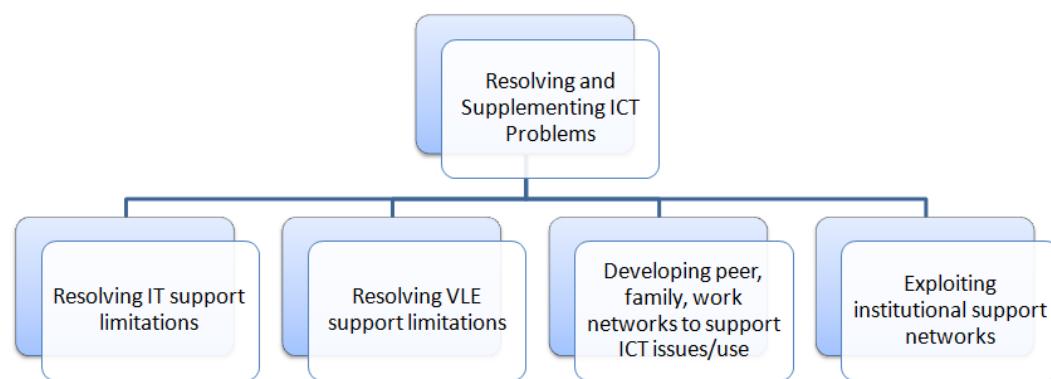 Resolving and
Supplementing ICT
Problems
Resolving IT support
limitations
Resolving VLE
support limitations
Developing peer,
family, work
networks to support
ICT issues/use
Exploiting
institutional support
networks